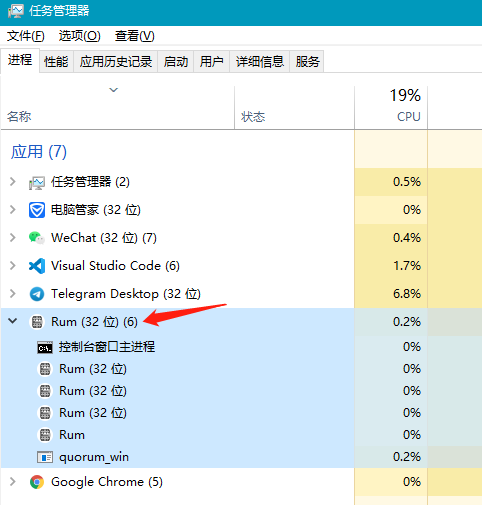 任务管理器
文件(F) 选项(O) 查看(V)
进程 性能 应用历史记录 启动 用户 详细信息 服务
19%
名称 状态 CPU
应用 (7)
任务管理器 (2) 0.5%
电脑管家 (32 位) 0%
WeChat (32 位) (7) 0.4%
Visual Studio Code (6) 1.7%
Telegram Desktop (32 位) 6.8%
Rum (32 位) (6) 0.2%
控制台窗口主进程 0%
Rum (32 位) 0%
Rum (32 位) 0%
Rum (32 位) 0%
Rum 0%
quorum_win 0.2%
Google Chrome (5) 0%